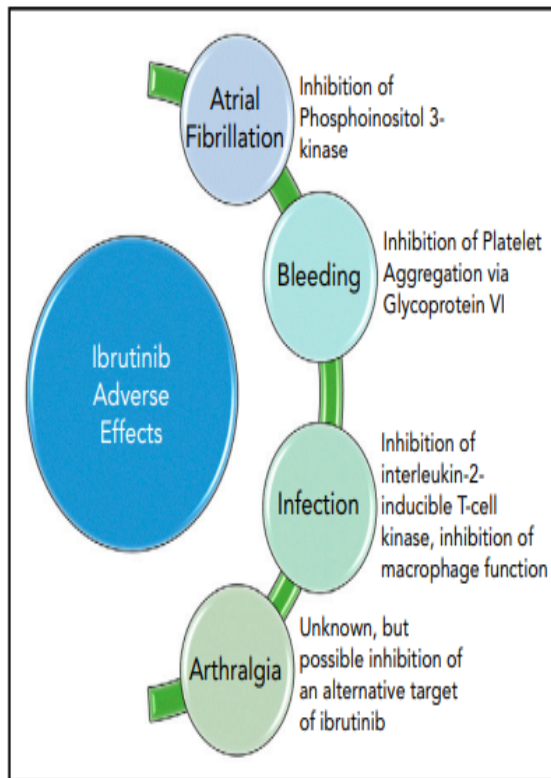 Atrial
Fibrillation
Inhibition of
Phosphoinositol 3-
kinase
Bleeding
Inhibition of Platelet
Aggregation via
Glycoprotein VI
Ibrutinib
Adverse
Effects
Infection
Inhibition of
interleukin-2-
inducible T-cell
kinase, inhibition of
macrophage function
Arthralgia
Unknown, but
possible inhibition of
an alternative target
of ibrutinib